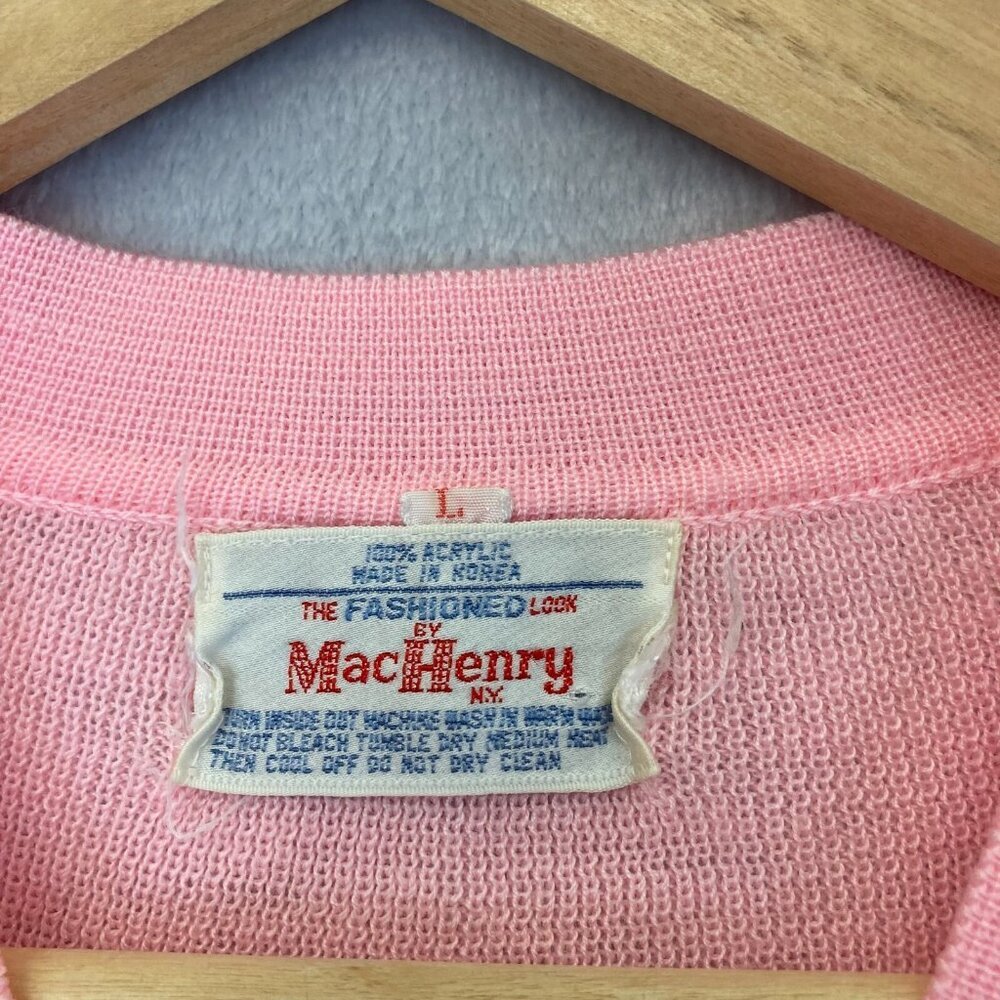 L.
100% ACRYLIC
MADE IN KOREA
THE FASHIONED LOOK
BY
MacHenry
N.Y.
TURN INSIDE OUT MACHINE WASH IN WARM
DO NOT BLEACH TUMBLE DRY MEDIUM HEAT
THEN COOL OFF DO NOT DRY CLEAN